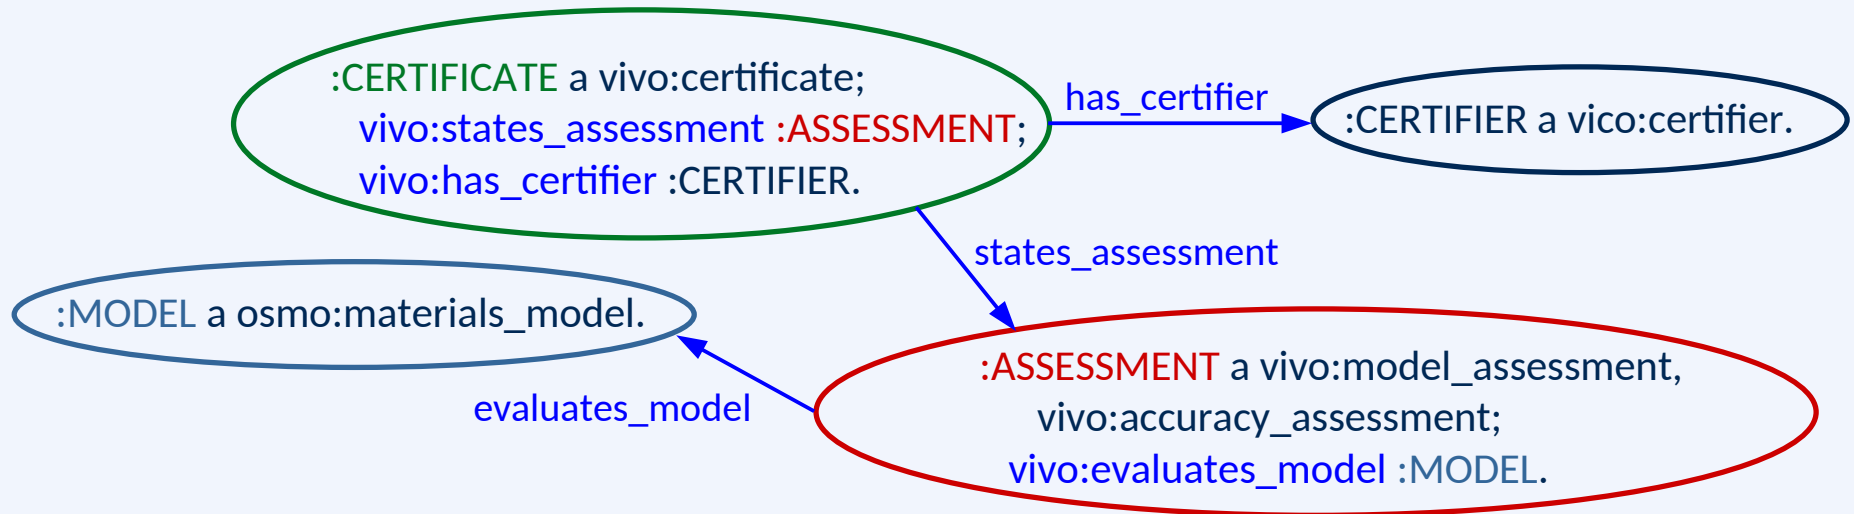 :CERTIFICATE a vivo:certificate;
vivo:states_assessment :ASSESSMENT;
vivo:has_certifier :CERTIFIER.
has_certifier
:CERTIFIER a vico:certifier.
states_assessment
:MODEL a osmo:materials_model.
evaluates_model
:ASSESSMENT a vivo:model_assessment,
vivo:accuracy_assessment;
vivo:evaluates_model :MODEL.